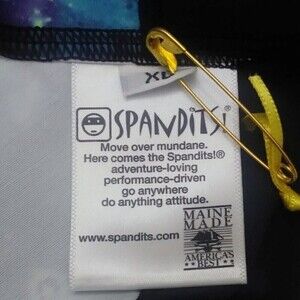 XL
SPANDITS!
Move over mundane.
Here comes the Spandits!®
adventure-loving
performance-driven
go anywhere
do anything attitude.
www.spandits.com
MAINE
MADE
AMERICA'S
BEST